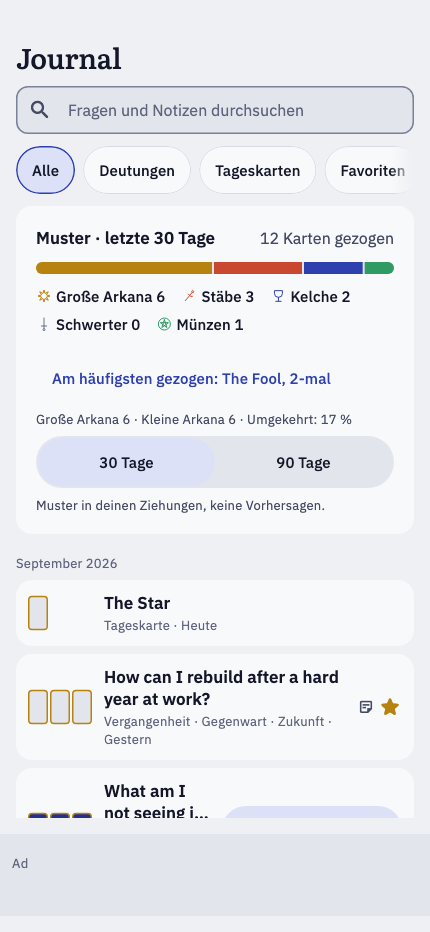 Journal
Fragen und Notizen durchsuchen
Alle
Deutungen
Tageskarten
Favoriten
Muster · letzte 30 Tage
12 Karten gezogen
Große Arkana 6
Stäbe 3
Kelche 2
Schwerter 0
Münzen 1
Am häufigsten gezogen: The Fool, 2-mal
Große Arkana 6 · Kleine Arkana 6 · Umgekehrt: 17 %
30 Tage
90 Tage
Muster in deinen Ziehungen, keine Vorhersagen.
September 2026
The Star
Tageskarte · Heute
How can I rebuild after a hard
year at work?
Vergangenheit · Gegenwart · Zukunft ·
Gestern
What am I
not seeing i...
Ad